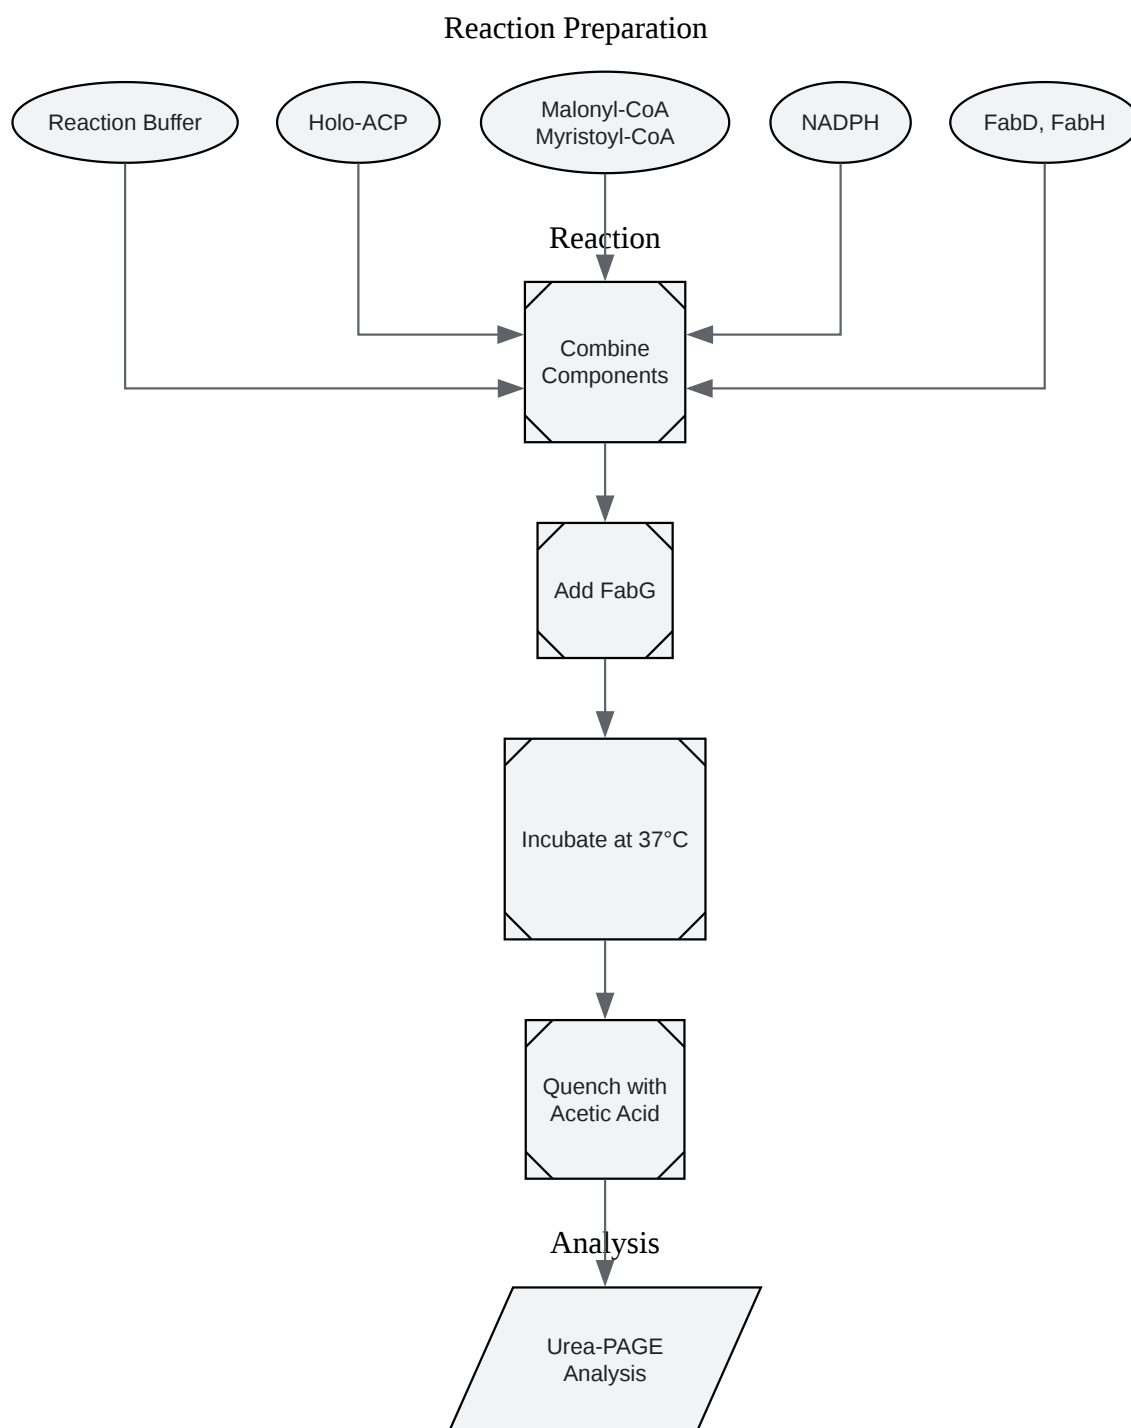 Reaction Preparation
Reaction Buffer
Holo-ACP
Malonyl-CoA
Myristoyl-CoA
NADPH
FabD, FabH
Reaction
Combine
Components
Add FabG
Incubate at 37°C
Quench with
Acetic Acid
Analysis
Urea-PAGE
Analysis